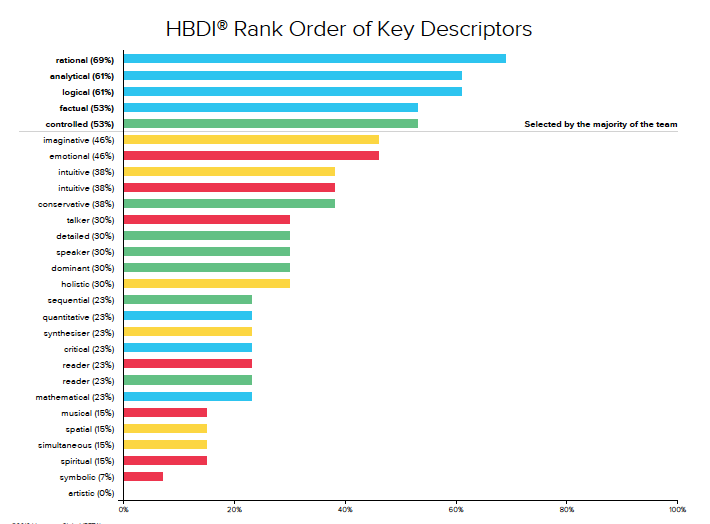 HBDI® Rank Order of Key Descriptors
rational (69%)
analytical (61%)
logical (61%)
factual (53%)
controlled (53%)
Selected by the majority of the team
imaginative (46%)
emotional (46%)
intuitive (38%)
intuitive (38%)
conservative (38%)
talker (30%)
detailed (30%)
speaker (30%)
dominant (30%)
holistic (30%)
sequential (23%)
quantitative (23%)
synthesiser (23%)
critical (23%)
reader (23%)
reader (23%)
mathematical (23%)
musical (15%)
spatial (15%)
simultaneous (15%)
spiritual (15%)
symbolic (7%)
artistic (0%)
0% 20% 40% 60% 80% 100%